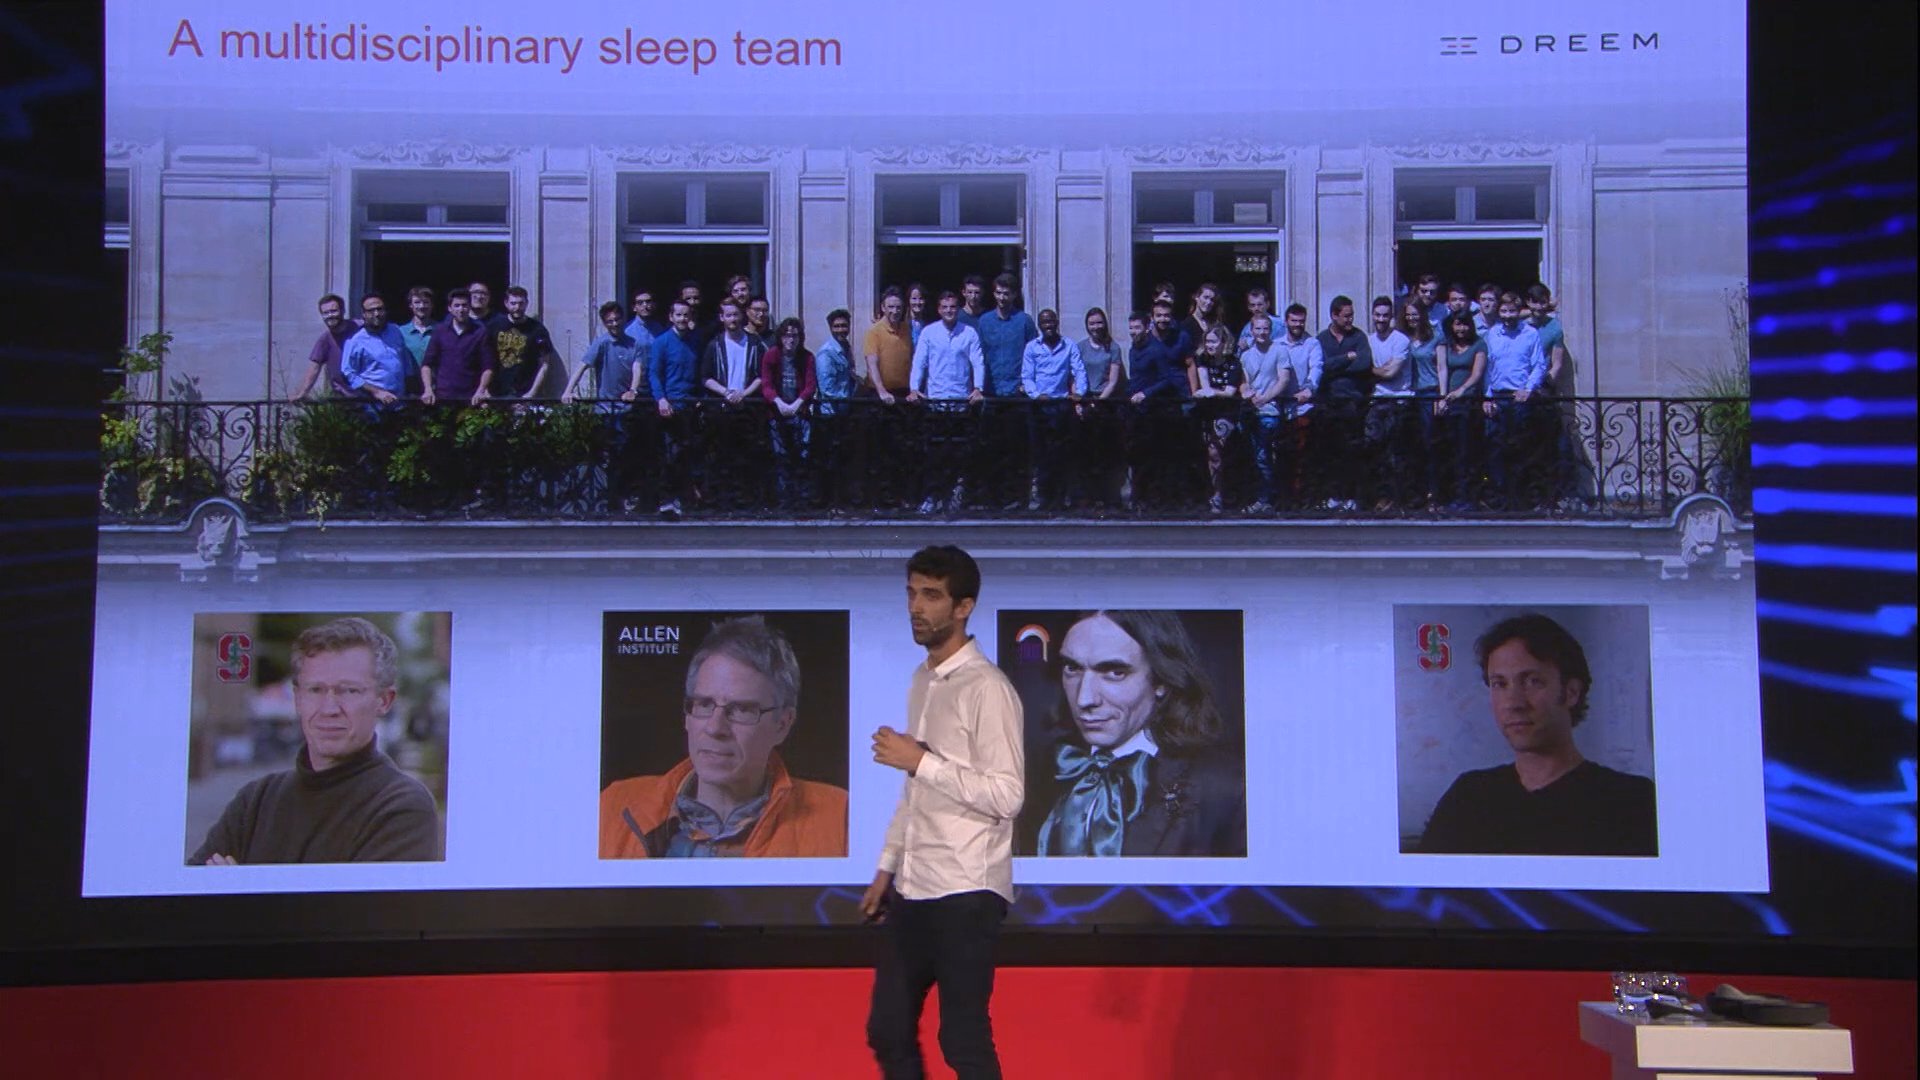 A multidisciplinary sleep team
DREEM
ALLEN
INSTITUTE
S
S